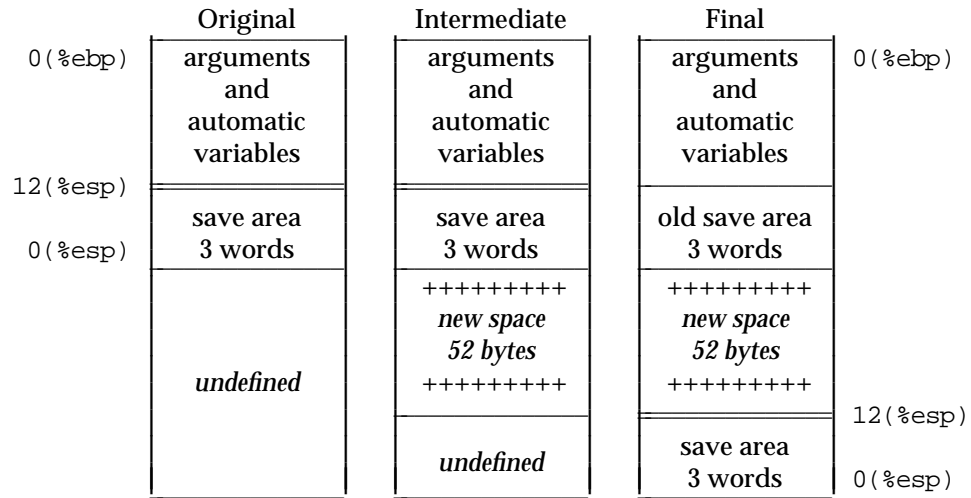 Original Intermediate Final
0(%ebp) arguments arguments arguments 0(%ebp)
and and and
automatic automatic automatic
variables variables variables
12(%esp)
save area save area old save area
0(%esp) 3 words 3 words 3 words
+++++++++ +++++++++
new space new space
52 bytes 52 bytes
undefined +++++++++ +++++++++
12(%esp)
undefined save area
3 words 0(%esp)